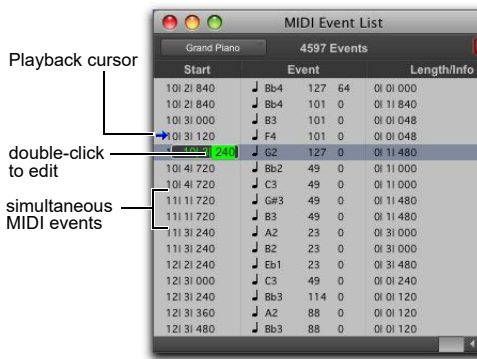 MIDI Event List
Grand Piano 4597 Events
Start Event Length/Info
Playback cursor
double-click
to edit
simultaneous
MIDI events
10| 2| 840 Bb4 127 64 0| 0| 000
10| 2| 840 Bb4 101 0 0| 1| 840
10| 3| 000 B3 101 0 0| 0| 048
10| 3| 120 F4 101 0 0| 0| 048
240 G2 127 0 0| 1| 480
10| 4| 720 Bb2 49 0 0| 1| 000
10| 4| 720 C3 49 0 0| 1| 000
11| 1| 720 G#3 49 0 0| 1| 480
11| 1| 720 B3 49 0 0| 1| 480
11| 3| 240 A2 23 0 0| 3| 000
11| 3| 240 B2 23 0 0| 3| 000
12| 2| 240 Eb1 23 0 0| 3| 480
12| 3| 000 C3 49 0 0| 0| 240
12| 3| 240 Bb3 114 0 0| 0| 120
12| 3| 360 A2 88 0 0| 0| 120
12| 3| 480 Bb3 88 0 0| 0| 120